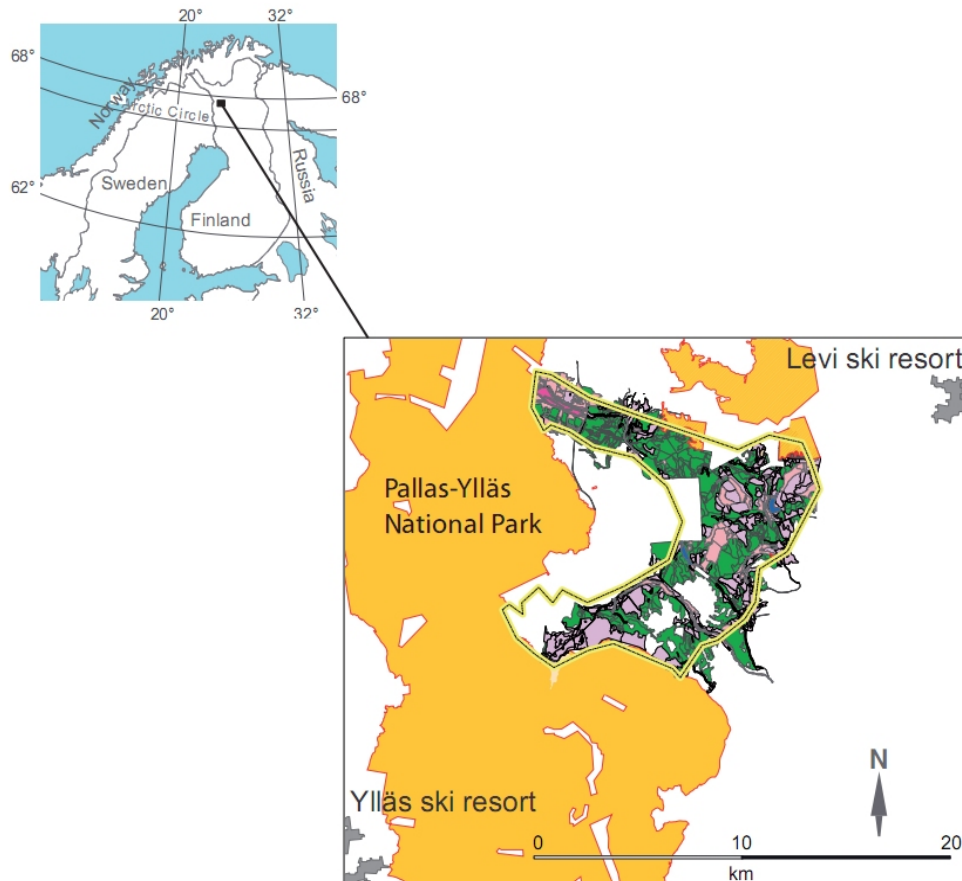 20°
32°
68°
68°
Norway
Arctic Circle
62°
Sweden
Russia
Finland
20°
32°
Levi ski resort
Pallas-Ylläs
National Park
N
Ylläs ski resort
0
10
20
km